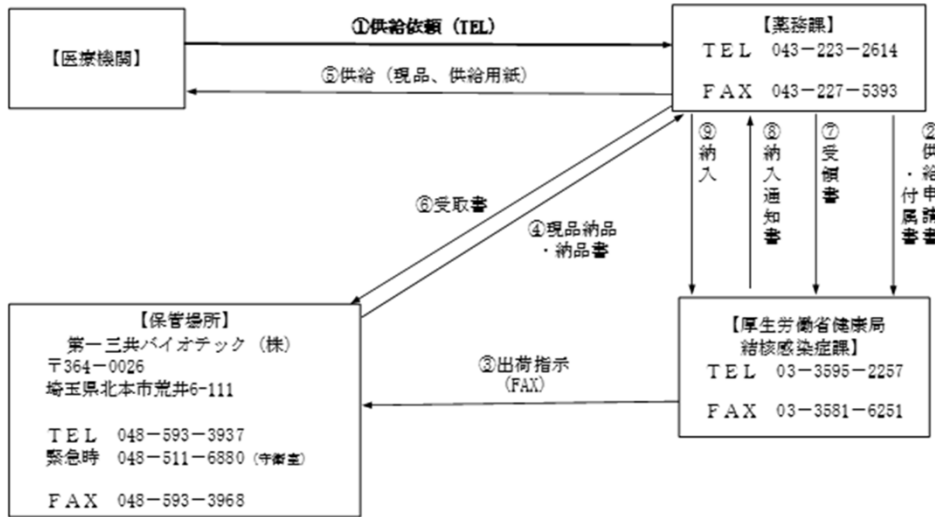 ①供給依頼（TEL）
【医療機関】
⑤供給（現品、供給用紙）
【薬務課】
ＴＥＬ　043－223－2614
ＦＡＸ　043－227－5393
⑨納入
⑧納入通知書
⑦受領書
②供給申請書
・付属書
⑥受取書
④現品納品
・納品書
【保管場所】
第一三共バイオテック（株）
〒364－0026
埼玉県北本市荒井6-111
ＴＥＬ　048－593－3937
緊急時　048－511－6880（守衛室）
ＦＡＸ　048－593－3968
③出荷指示
(FAX)
【厚生労働省健康局
結核感染症課】
ＴＥＬ　03－3595－2257
ＦＡＸ　03－3581－6251